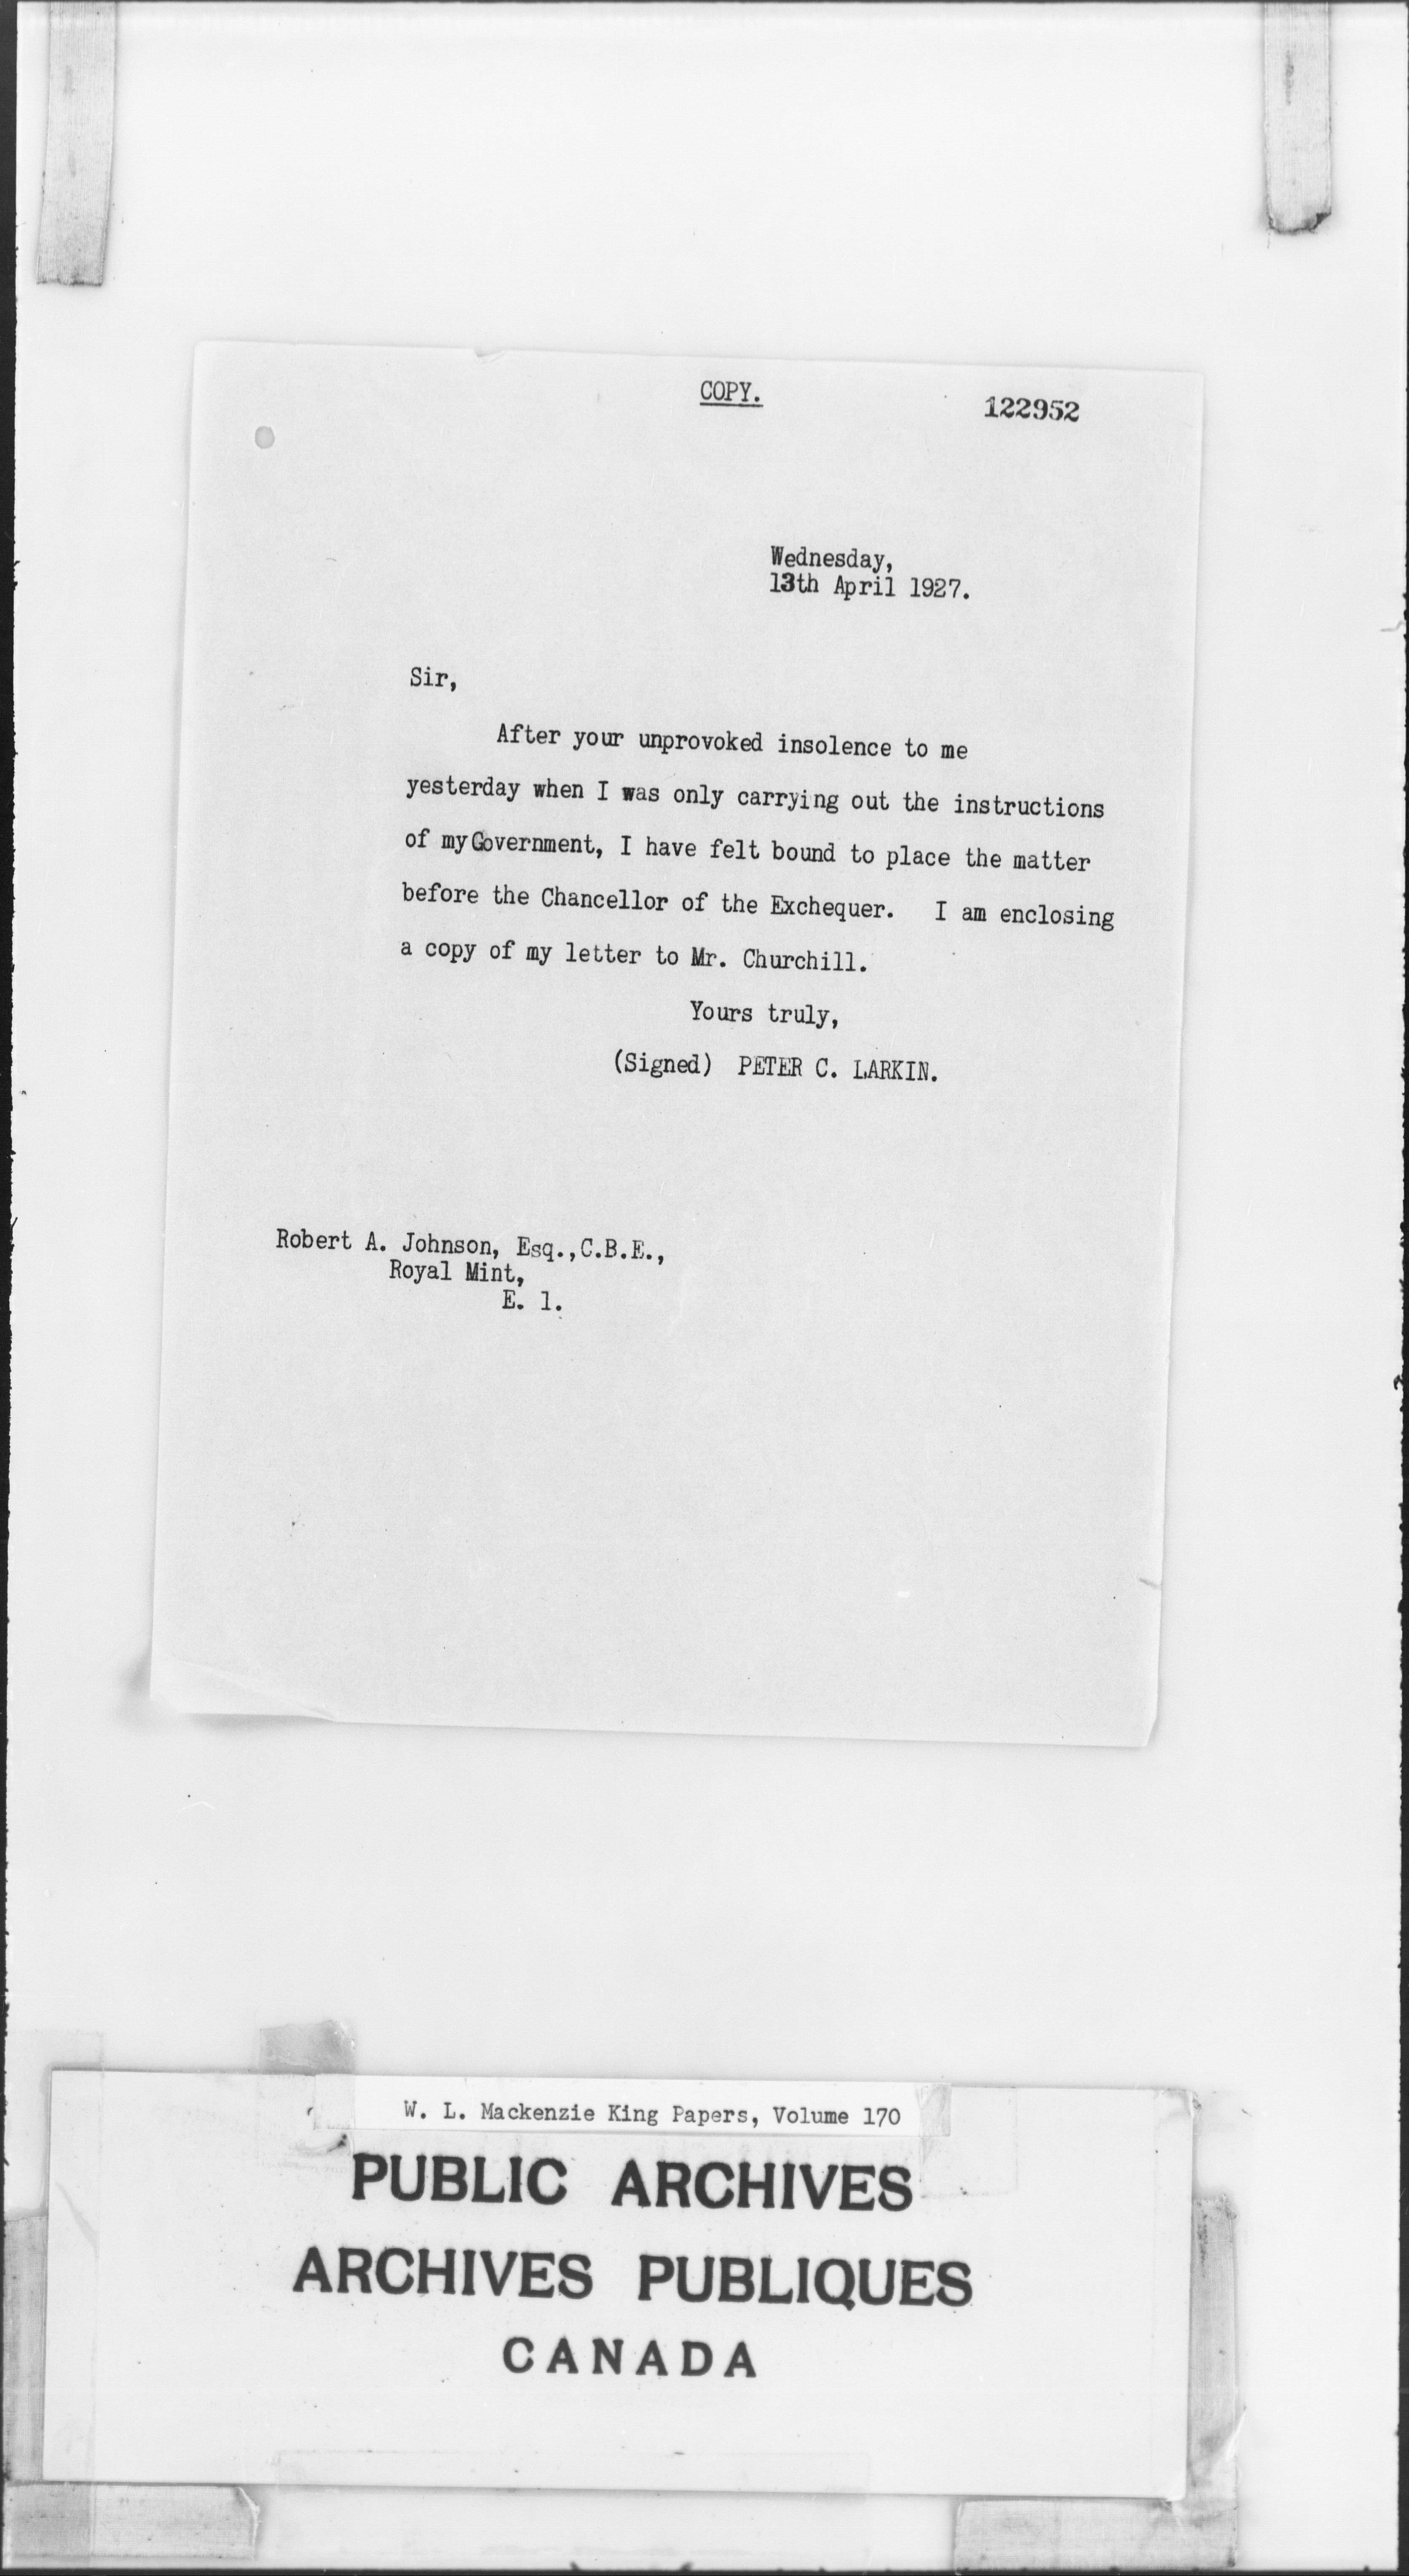 COPY.
122952
Wednesday,
13th April 1927.
Sir,
After your unprovoked insolence to me
yesterday when I was only carrying out the instructions
of my Government, I have felt bound to place the matter
before the Chancellor of the Exchequer. I am enclosing
a copy of my letter to Mr. Churchill.
Yours truly,
(Signed) PETER C. LARKIN.
Robert A. Johnson, Esq.,C.B.E.,
Royal Mint,
E. 1.
W. L. Mackenzie King Papers, Volume 170
PUBLIC ARCHIVES
ARCHIVES PUBLIQUES
CANADA